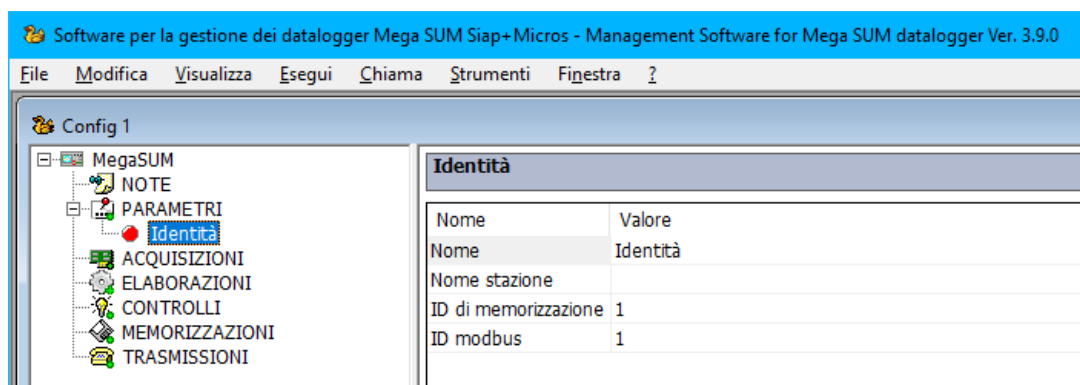 Software per la gestione dei datalogger Mega SUM Siap+Micros - Management Software for Mega SUM datalogger Ver. 3.9.0
File Modifica Visualizza Esegui Chiama Strumenti Finestra ?
Config 1
MegaSUM
NOTE
PARAMETRI
Identità
ACQUISIZIONI
ELABORAZIONI
CONTROLLI
MEMORIZZAZIONI
TRASMISSIONI
Identità
Nome Valore
Nome Identità
Nome stazione
ID di memorizzazione 1
ID modbus 1